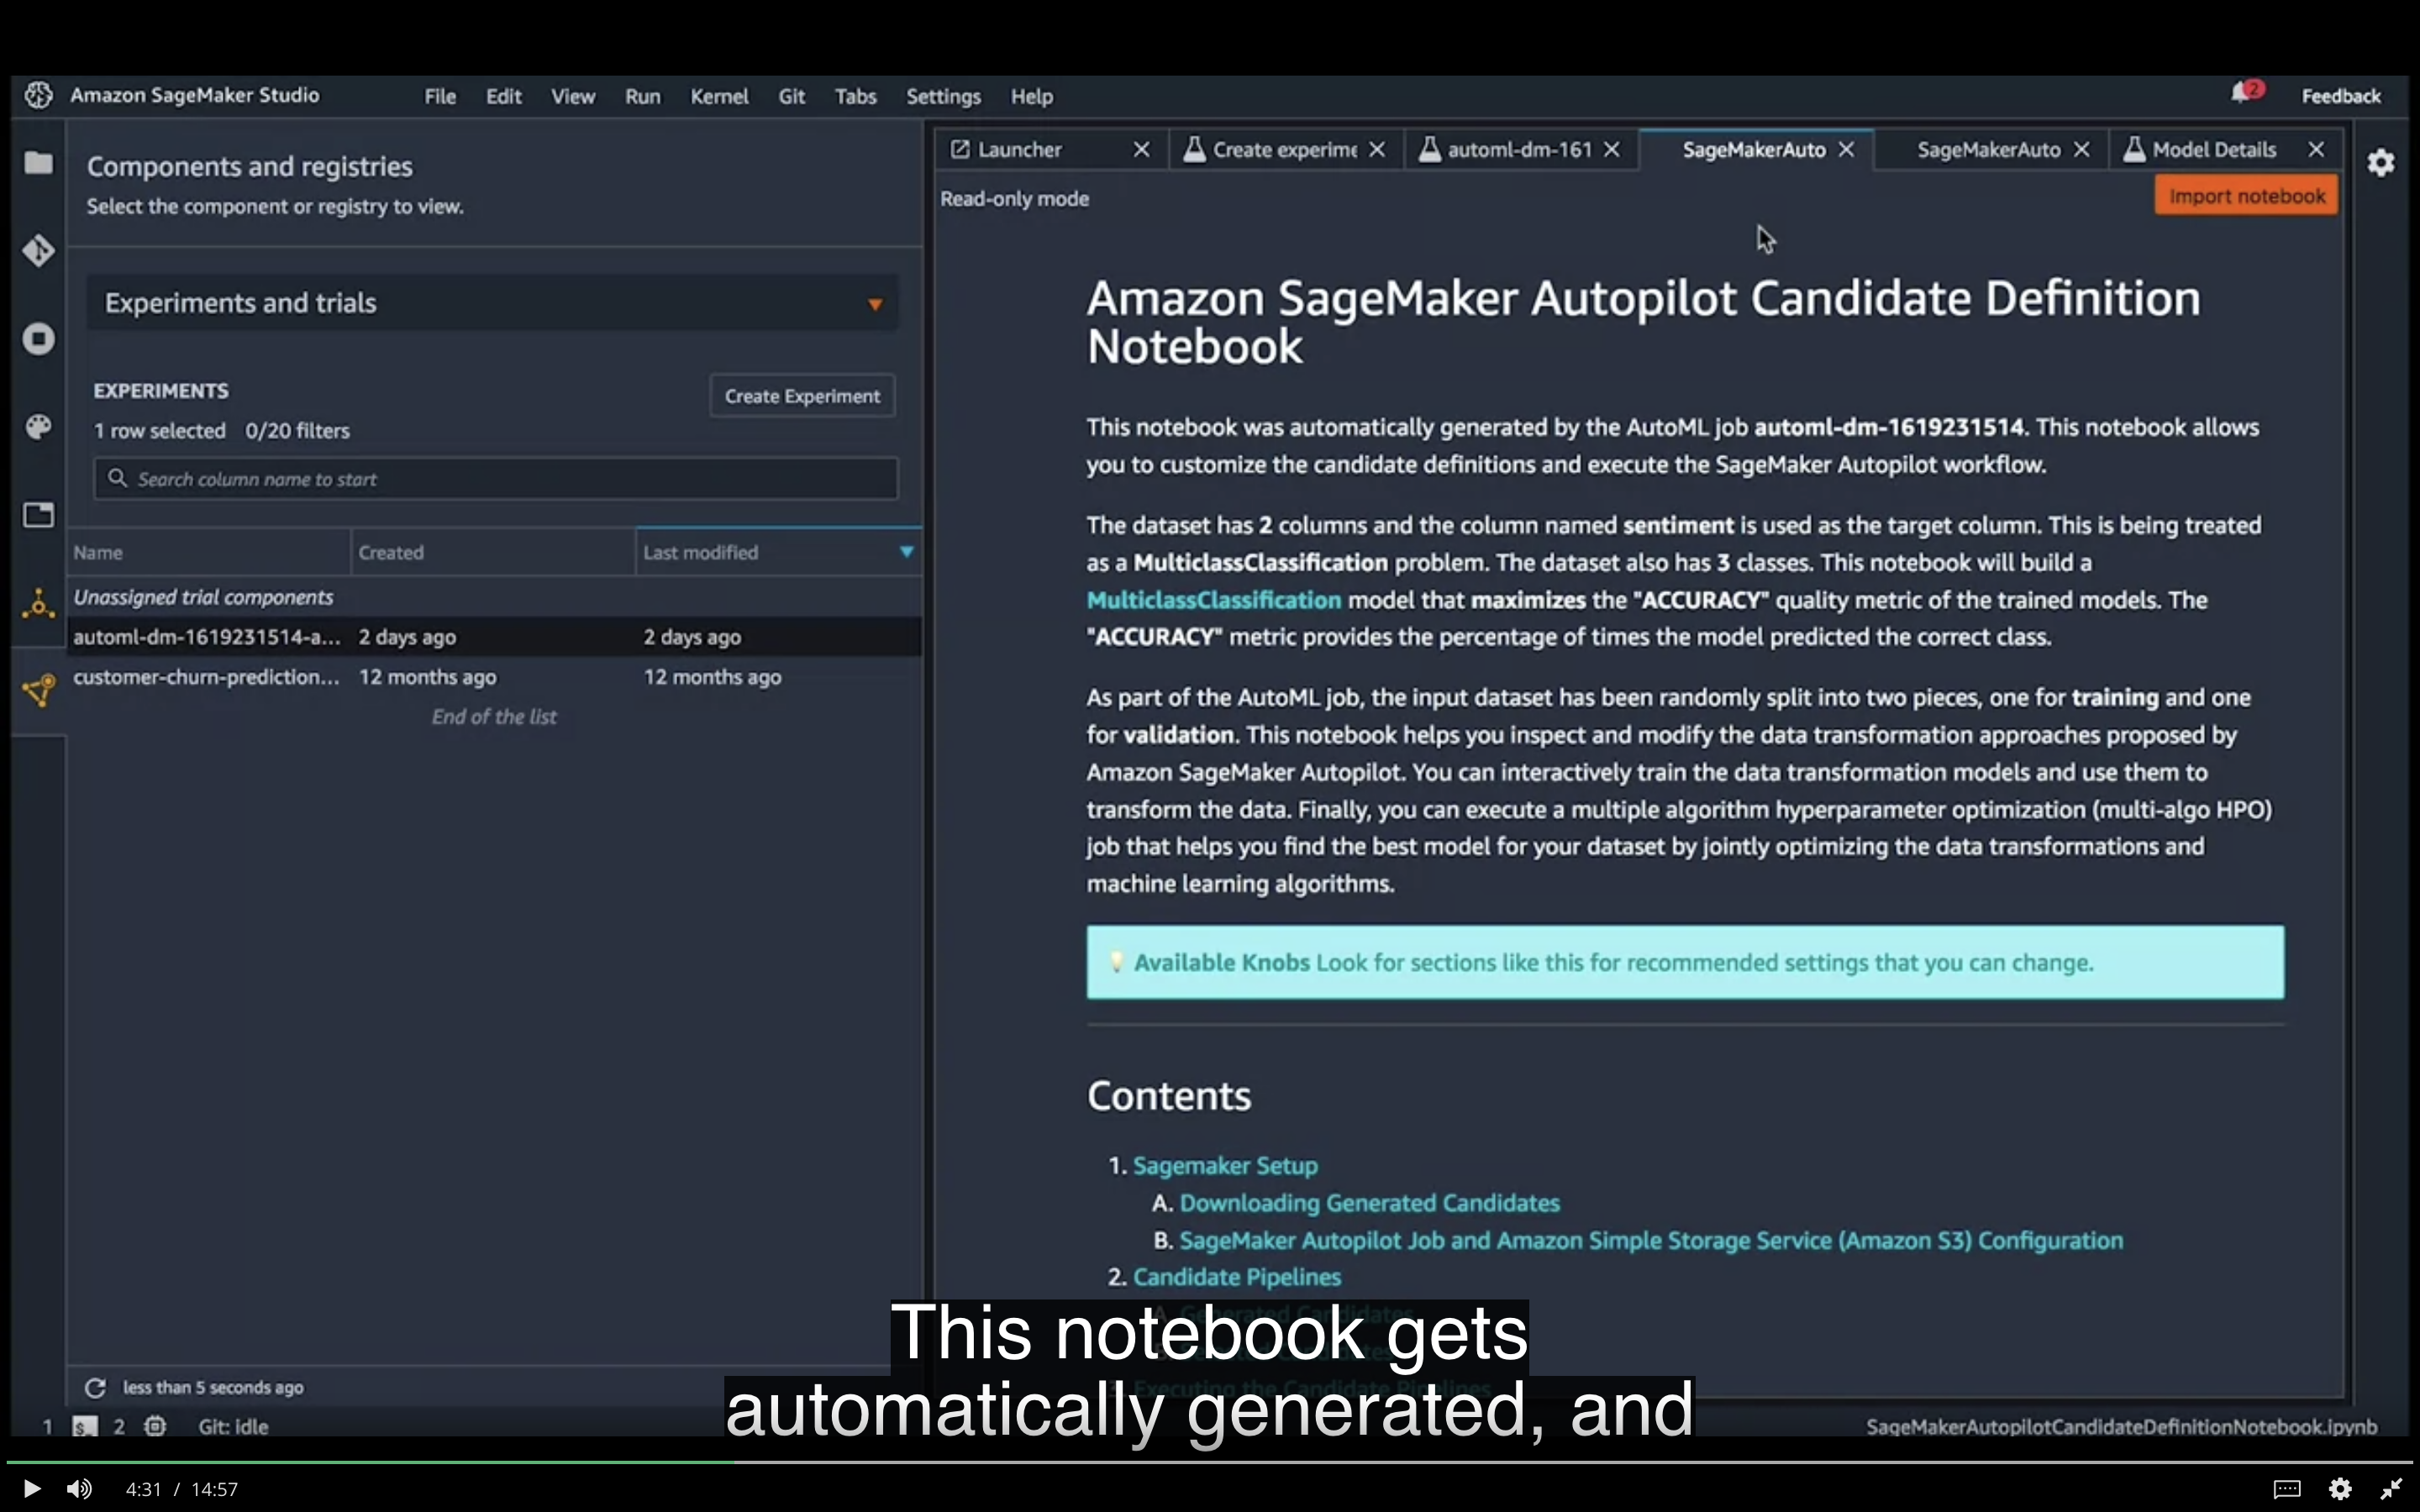 Amazon SageMaker Studio File Edit View Run Kernel Git Tabs Settings Help 2 Feedback
Components and registries
Select the component or registry to view.
Experiments and trials
EXPERIMENTS
Create Experiment
1 row selected 0/20 filters
Search column name to start
Name Created Last modified
Unassigned trial components
automl-dm-1619231514-a... 2 days ago 2 days ago
customer-churn-prediction... 12 months ago 12 months ago
End of the list
less than 5 seconds ago
Launcher Create experime automl-dm-161 SageMakerAuto SageMakerAuto Model Details
Read-only mode
Import notebook
Amazon SageMaker Autopilot Candidate Definition
Notebook
This notebook was automatically generated by the AutoML job automl-dm-1619231514. This notebook allows
you to customize the candidate definitions and execute the SageMaker Autopilot workflow.
The dataset has 2 columns and the column named sentiment is used as the target column. This is being treated
as a MulticlassClassification problem. The dataset also has 3 classes. This notebook will build a
MulticlassClassification model that maximizes the "ACCURACY" quality metric of the trained models. The
"ACCURACY" metric provides the percentage of times the model predicted the correct class.
As part of the AutoML job, the input dataset has been randomly split into two pieces, one for training and one
for validation. This notebook helps you inspect and modify the data transformation approaches proposed by
Amazon SageMaker Autopilot. You can interactively train the data transformation models and use them to
transform the data. Finally, you can execute a multiple algorithm hyperparameter optimization (multi-algo HPO)
job that helps you find the best model for your dataset by jointly optimizing the data transformations and
machine learning algorithms.
Available Knobs Look for sections like this for recommended settings that you can change.
Contents
1. Sagemaker Setup
A. Downloading Generated Candidates
B. SageMaker Autopilot Job and Amazon Simple Storage Service (Amazon S3) Configuration
2. Candidate Pipelines
A. Generated Candidates
Executing the Candidate Pipelines
This notebook gets
automatically generated, and
1 $_ 2 Git: idle
SageMakerAutopilotCandidateDefinitionNotebook.ipynb
4:31 / 14:57